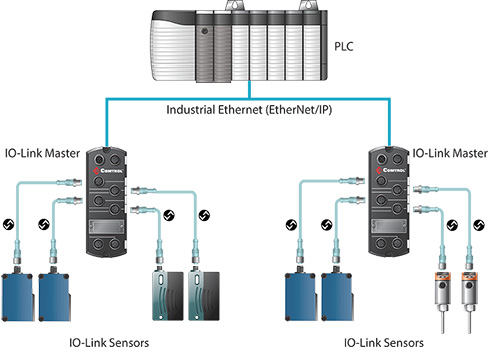 PLC
Industrial Ethernet (EtherNet/IP)
IO-Link Master
IO-Link Master
COMTROL
COMTROL
IO-Link Sensors
IO-Link Sensors